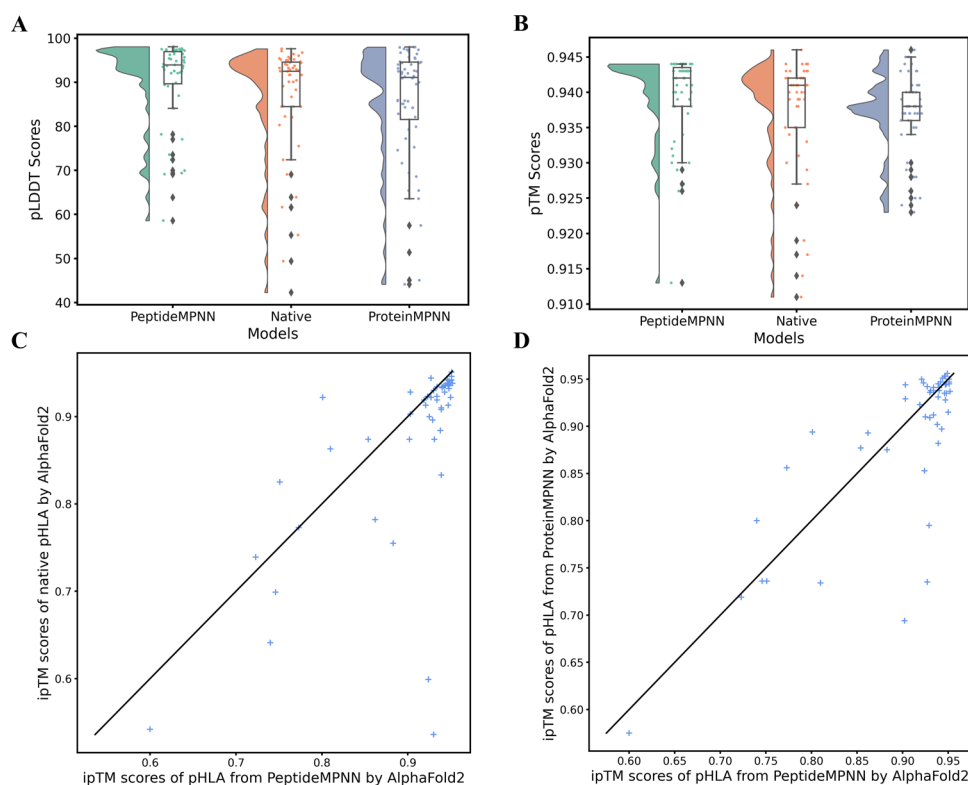 A
100
90
80
70
60
50
40
pLDDT Scores
PeptideMPNN
Native
ProteinMPNN
Models
B
0.945
0.940
0.935
0.930
0.925
0.920
0.915
0.910
pTM Scores
PeptideMPNN
Native
ProteinMPNN
Models
C
0.9
0.8
0.7
0.6
ipTM scores of native pHLA by AlphaFold2
0.6 0.7 0.8 0.9
ipTM scores of pHLA from PeptideMPNN by AlphaFold2
D
0.95
0.90
0.85
0.80
0.75
0.70
0.65
0.60
ipTM scores of pHLA from ProteinMPNN by AlphaFold2
0.60 0.65 0.70 0.75 0.80 0.85 0.90 0.95
ipTM scores of pHLA from PeptideMPNN by AlphaFold2